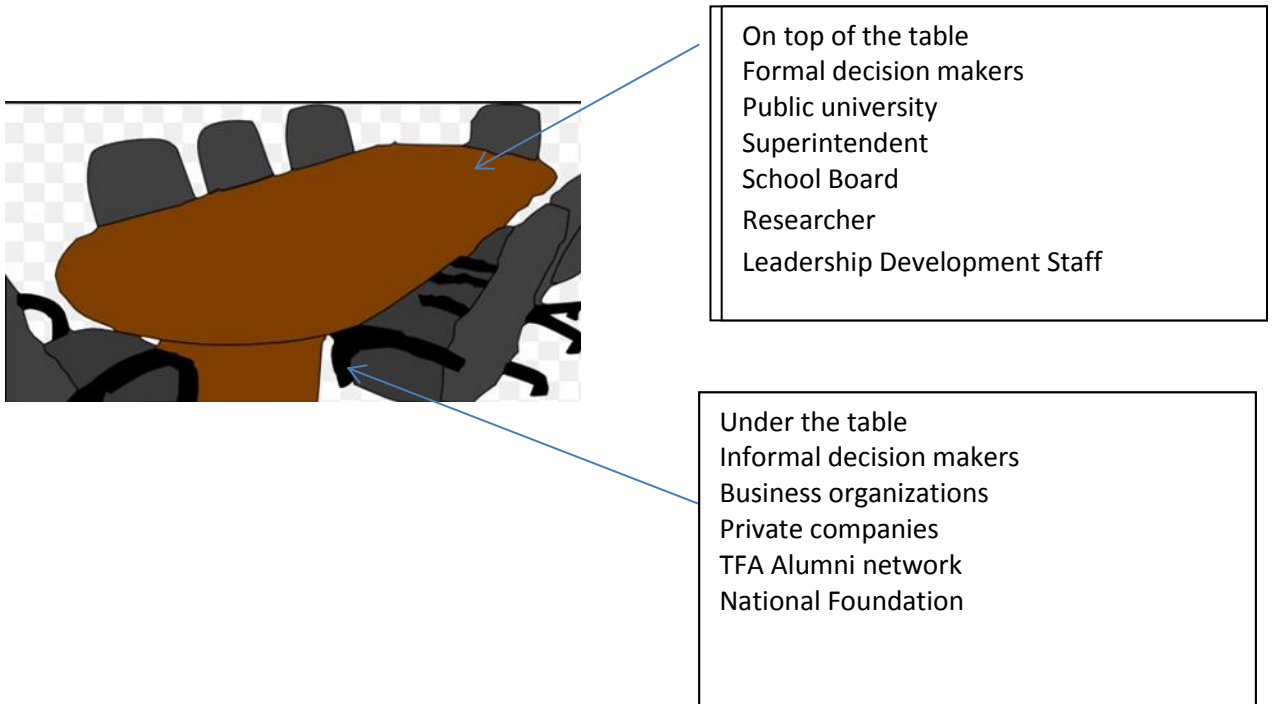 On top of the table
Formal decision makers
Public university
Superintendent
School Board
Researcher
Leadership Development Staff
Under the table
Informal decision makers
Business organizations
Private companies
TFA Alumni network
National Foundation